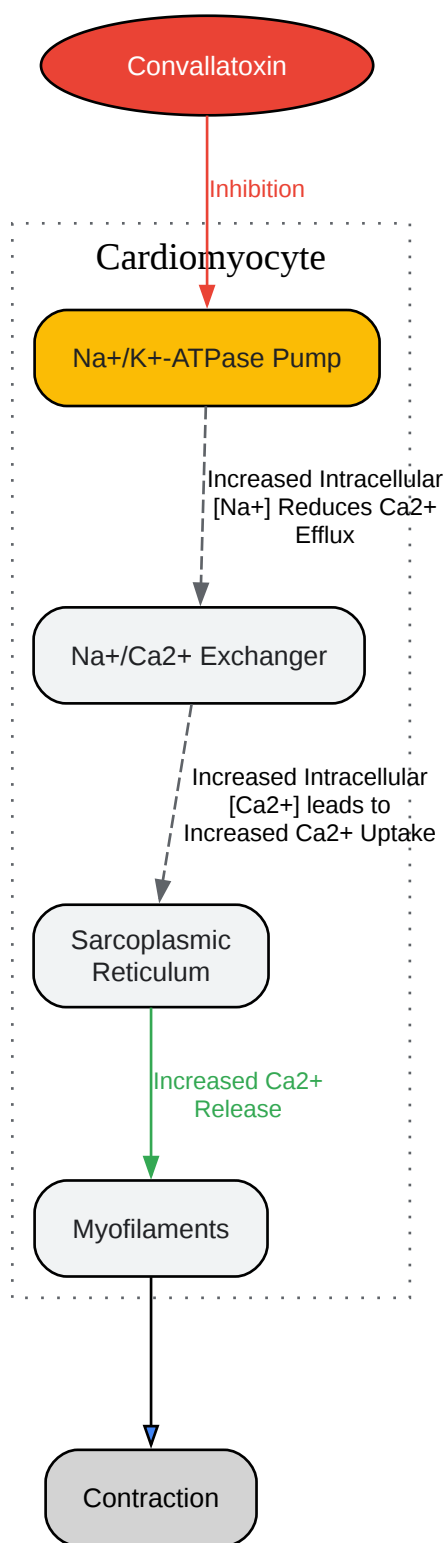 Convallatoxin
Inhibition
Cardiomyocyte
Na+/K+-ATPase Pump
Increased Intracellular
[Na+] Reduces Ca2+
Efflux
Na+/Ca2+ Exchanger
Increased Intracellular
[Ca2+] leads to
Increased Ca2+ Uptake
Sarcoplasmic
Reticulum
Increased Ca2+
Release
Myofilaments
Contraction